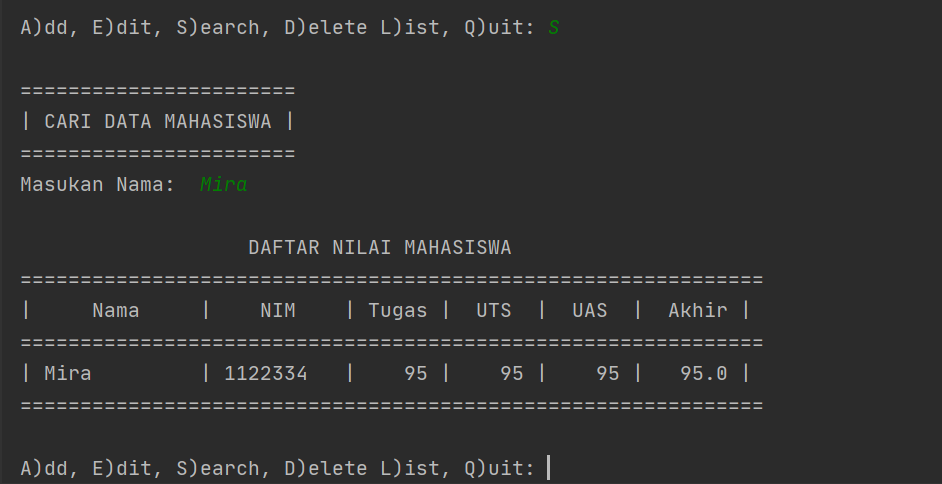 A)dd, E)dit, S)earch, D)elete L)ist, Q)uit: S
=======================
| CARI DATA MAHASISWA |
=======================
Masukan Nama:  Mira
DAFTAR NILAI MAHASISWA
==============================================================
|     Nama     |    NIM    | Tugas |  UTS  |  UAS  |  Akhir |
==============================================================
| Mira         | 1122334   |    95 |    95 |    95 |   95.0 |
==============================================================
A)dd, E)dit, S)earch, D)elete L)ist, Q)uit: